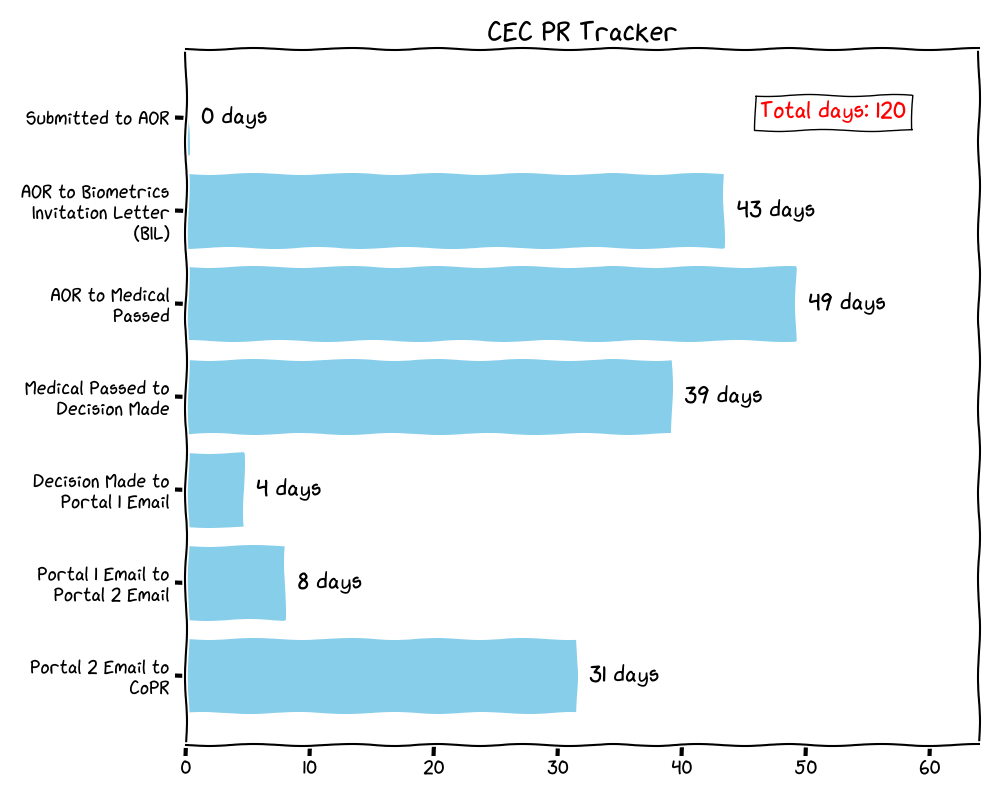 CEC PR Tracker
Submitted to AOR
0 days
Total days: 120
AOR to Biometrics
Invitation Letter
(BIL)
43 days
AOR to Medical
Passed
49 days
Medical Passed to
Decision Made
39 days
Decision Made to
Portal 1 Email
4 days
Portal 1 Email to
Portal 2 Email
8 days
Portal 2 Email to
CoPR
31 days
0
10
20
30
40
50
60